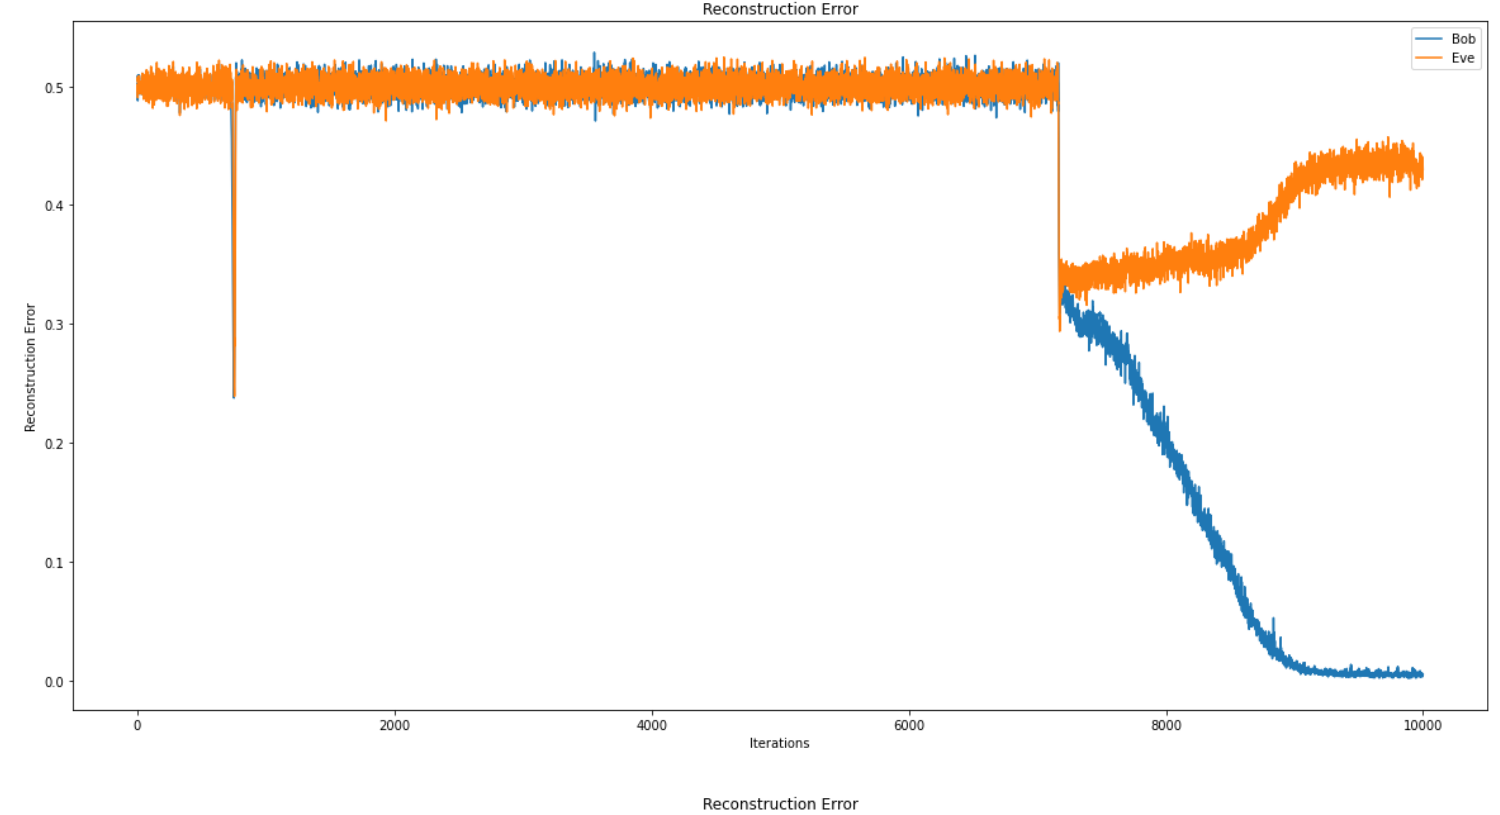 Reconstruction Error
Bob
Eve
Reconstruction Error
0.5
0.4
0.3
0.2
0.1
0.0
0 2000 4000 6000 8000 10000
Iterations
Reconstruction Error